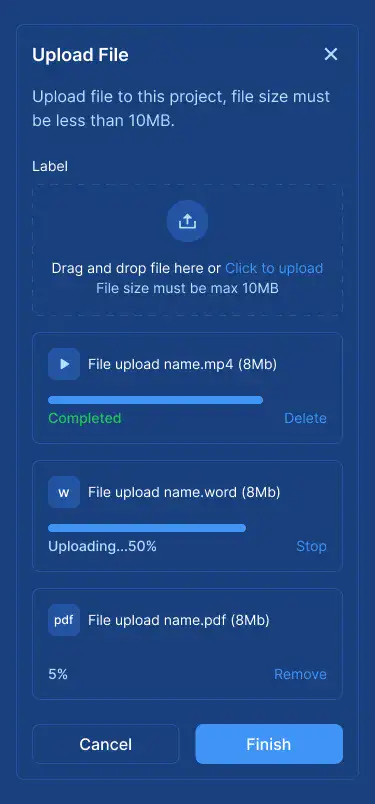 Upload File
Upload file to this project, file size must
be less than 10MB.
Label
Drag and drop file here or Click to upload
File size must be max 10MB
File upload name.mp4 (8Mb)
Completed Delete
w File upload name.word (8Mb)
Uploading...50% Stop
pdf File upload name.pdf (8Mb)
5% Remove
Cancel Finish